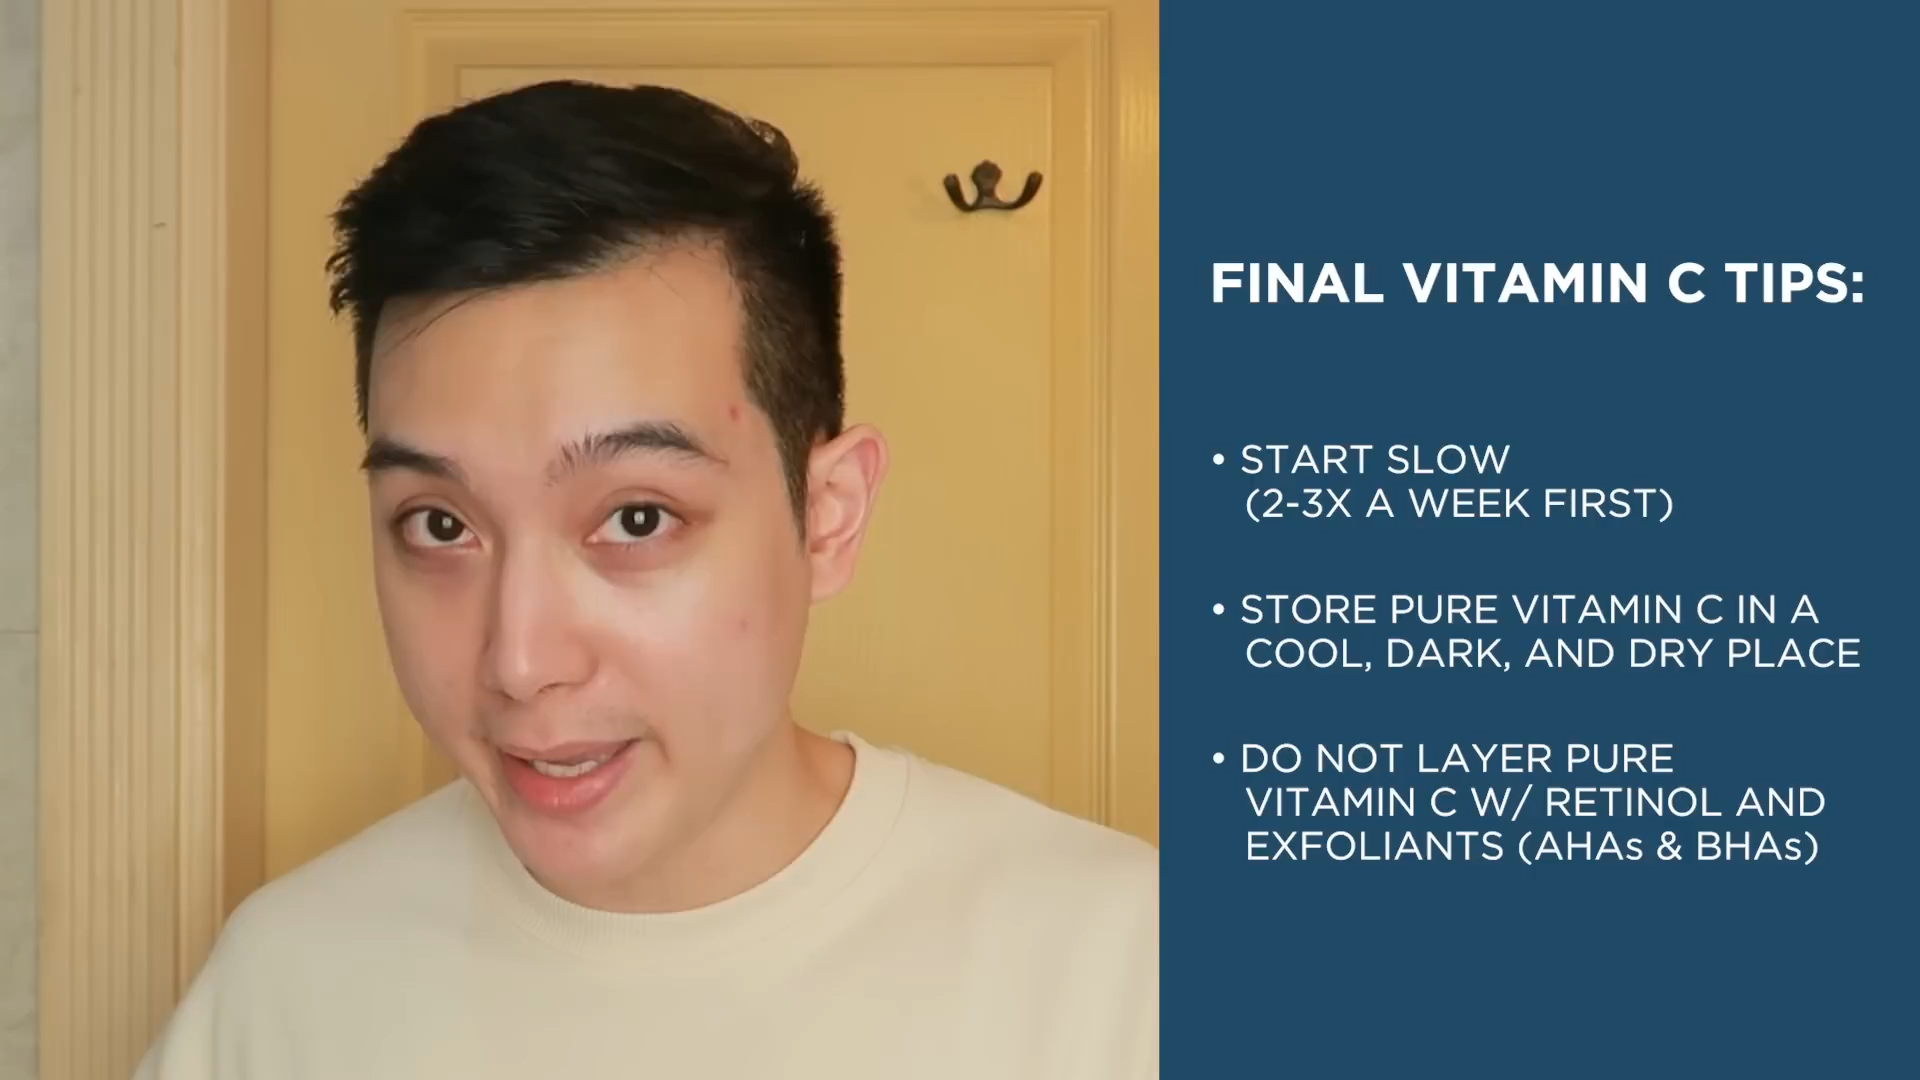 FINAL VITAMIN C TIPS:
• START SLOW
(2-3X A WEEK FIRST)
• STORE PURE VITAMIN C IN A
COOL, DARK, AND DRY PLACE
• DO NOT LAYER PURE
VITAMIN C W/ RETINOL AND
EXFOLIANTS (AHAs & BHAs)